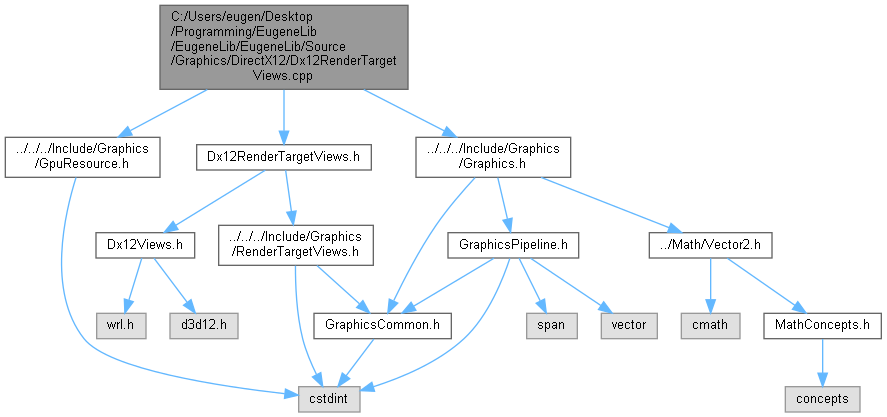 C:/Users/eugen/Desktop
/Programming/EugeneLib
/EugeneLib/EugeneLib/Source
/Graphics/DirectX12/Dx12RenderTarget
Views.cpp
../../../Include/Graphics
/GpuResource.h
Dx12RenderTargetViews.h
../../../Include/Graphics
/Graphics.h
Dx12Views.h
../../../Include/Graphics
/RenderTargetViews.h
GraphicsPipeline.h
../Math/Vector2.h
wrl.h
d3d12.h
GraphicsCommon.h
span
vector
cmath
MathConcepts.h
cstdint
concepts